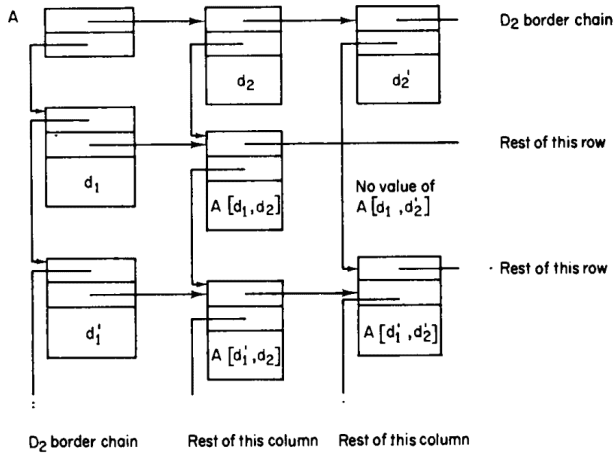 A
D₂ border chain
d₂
d₂'
Rest of this row
d₁
A [d₁, d₂]
No value of
A [d₁, d₂']
Rest of this row
d₁'
A [d₁', d₂]
A [d₁', d₂']
D₂ border chain
Rest of this column
Rest of this column